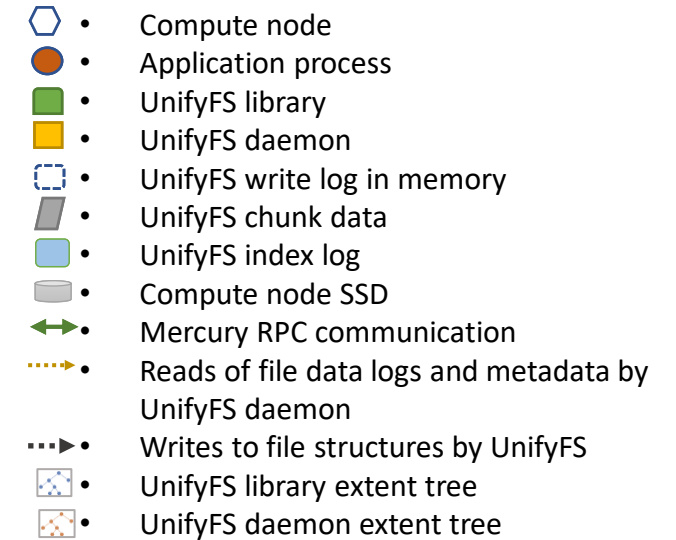 • Compute node
• Application process
• UnifyFS library
• UnifyFS daemon
• UnifyFS write log in memory
• UnifyFS chunk data
• UnifyFS index log
• Compute node SSD
• Mercury RPC communication
• Reads of file data logs and metadata by
UnifyFS daemon
• Writes to file structures by UnifyFS
• UnifyFS library extent tree
• UnifyFS daemon extent tree